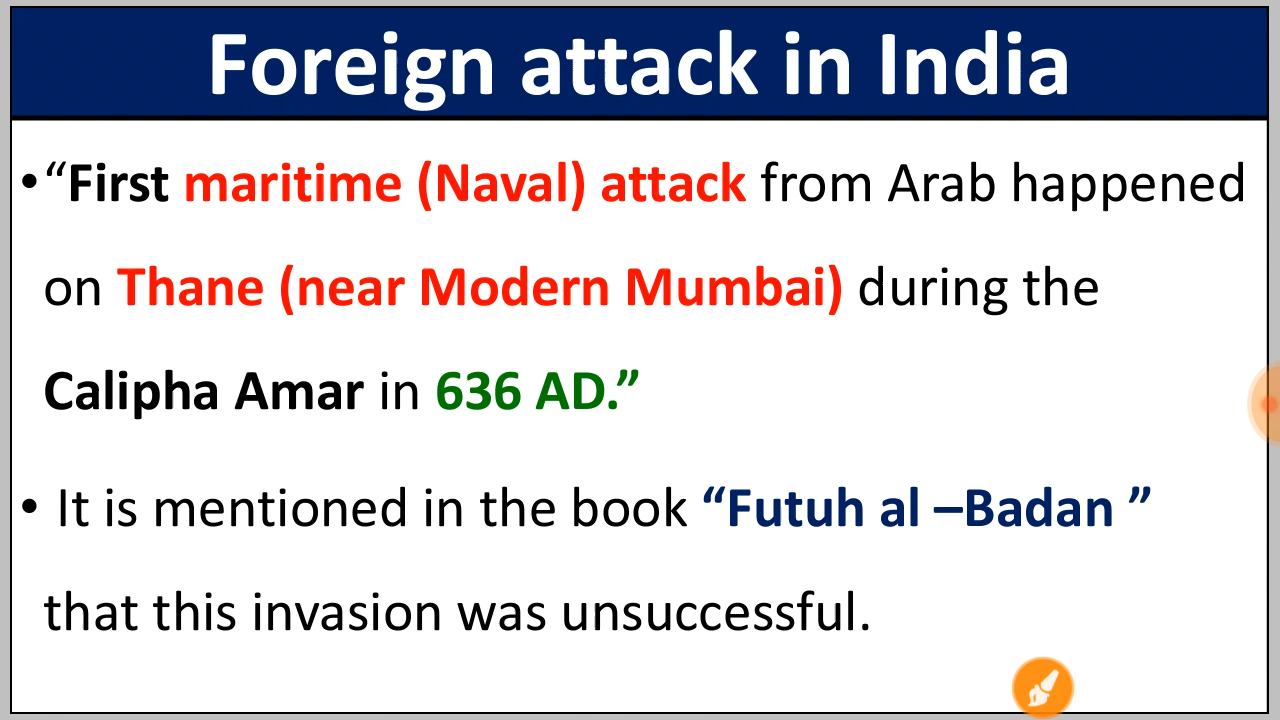 Foreign attack in India
•“First maritime (Naval) attack from Arab happened
on Thane (near Modern Mumbai) during the
Calipha Amar in 636 AD.”
• It is mentioned in the book “Futuh al –Badan ”
that this invasion was unsuccessful.